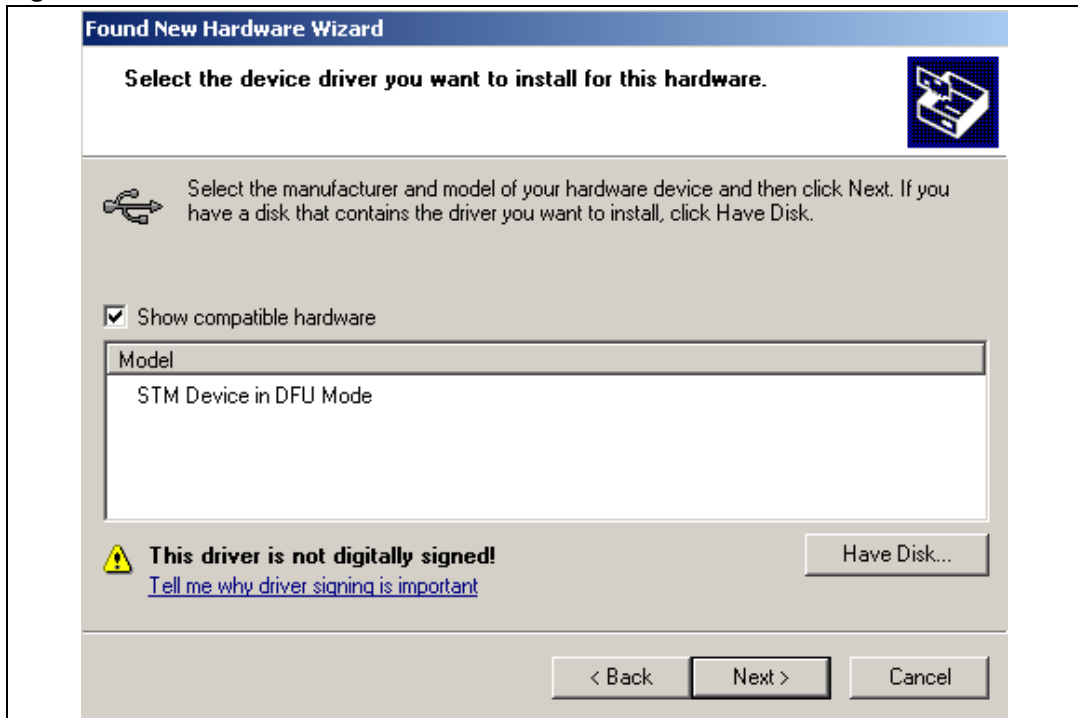 Found New Hardware Wizard
Select the device driver you want to install for this hardware.
Select the manufacturer and model of your hardware device and then click Next. If you
have a disk that contains the driver you want to install, click Have Disk.
Show compatible hardware
Model
STM Device in DFU Mode
This driver is not digitally signed!
Have Disk...
Tell me why driver signing is important
< Back
Next >
Cancel